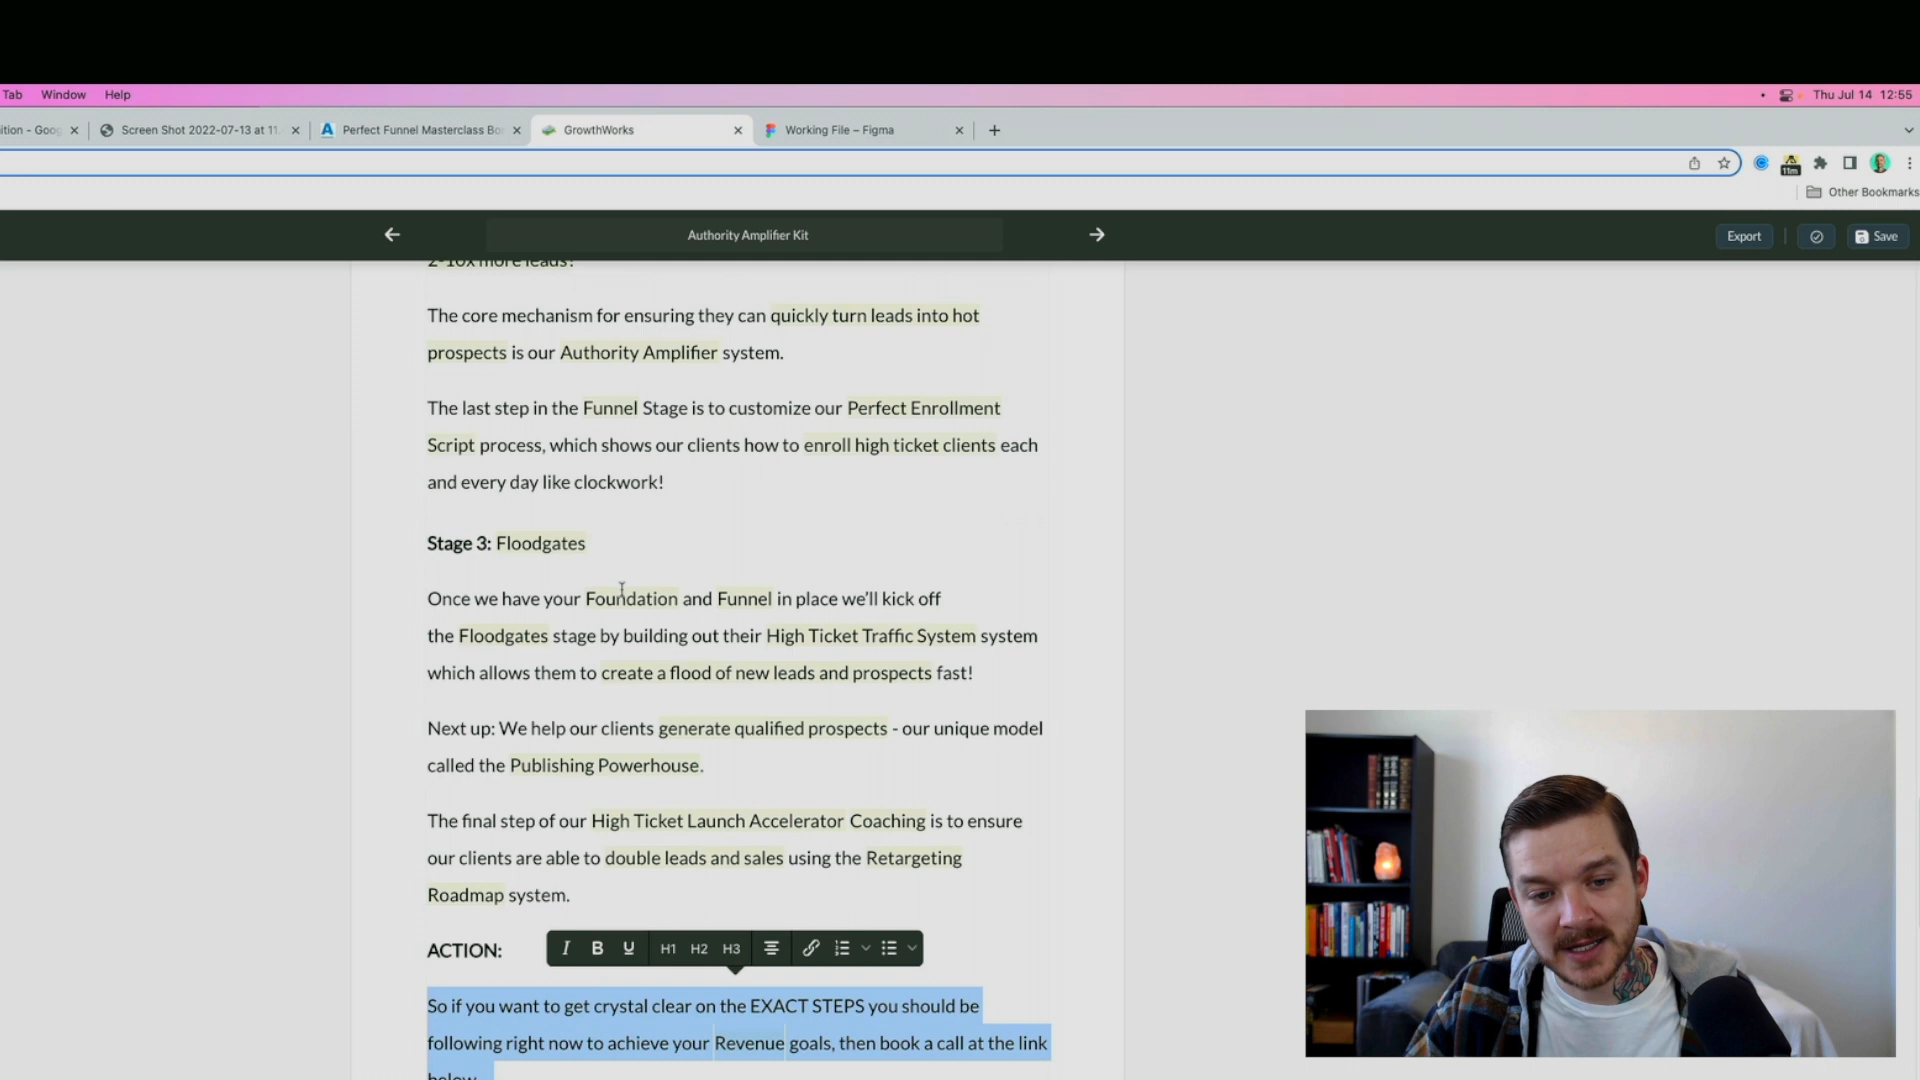 Tab Window Help
Thu Jul 14 12:55
ition - Goog
Screen Shot 2022-07-13 at 11.
Perfect Funnel Masterclass Bo
GrowthWorks
Working File – Figma
11m
Other Bookmarks
Authority Amplifier Kit
Export
Save
2-10x more leads!
The core mechanism for ensuring they can quickly turn leads into hot
prospects is our Authority Amplifier system.
The last step in the Funnel Stage is to customize our Perfect Enrollment
Script process, which shows our clients how to enroll high ticket clients each
and every day like clockwork!
Stage 3: Floodgates
Once we have your Foundation and Funnel in place we'll kick off
the Floodgates stage by building out their High Ticket Traffic System system
which allows them to create a flood of new leads and prospects fast!
Next up: We help our clients generate qualified prospects - our unique model
called the Publishing Powerhouse.
The final step of our High Ticket Launch Accelerator Coaching is to ensure
our clients are able to double leads and sales using the Retargeting
Roadmap system.
ACTION:
I B U H1 H2 H3
So if you want to get crystal clear on the EXACT STEPS you should be
following right now to achieve your Revenue goals, then book a call at the link
below